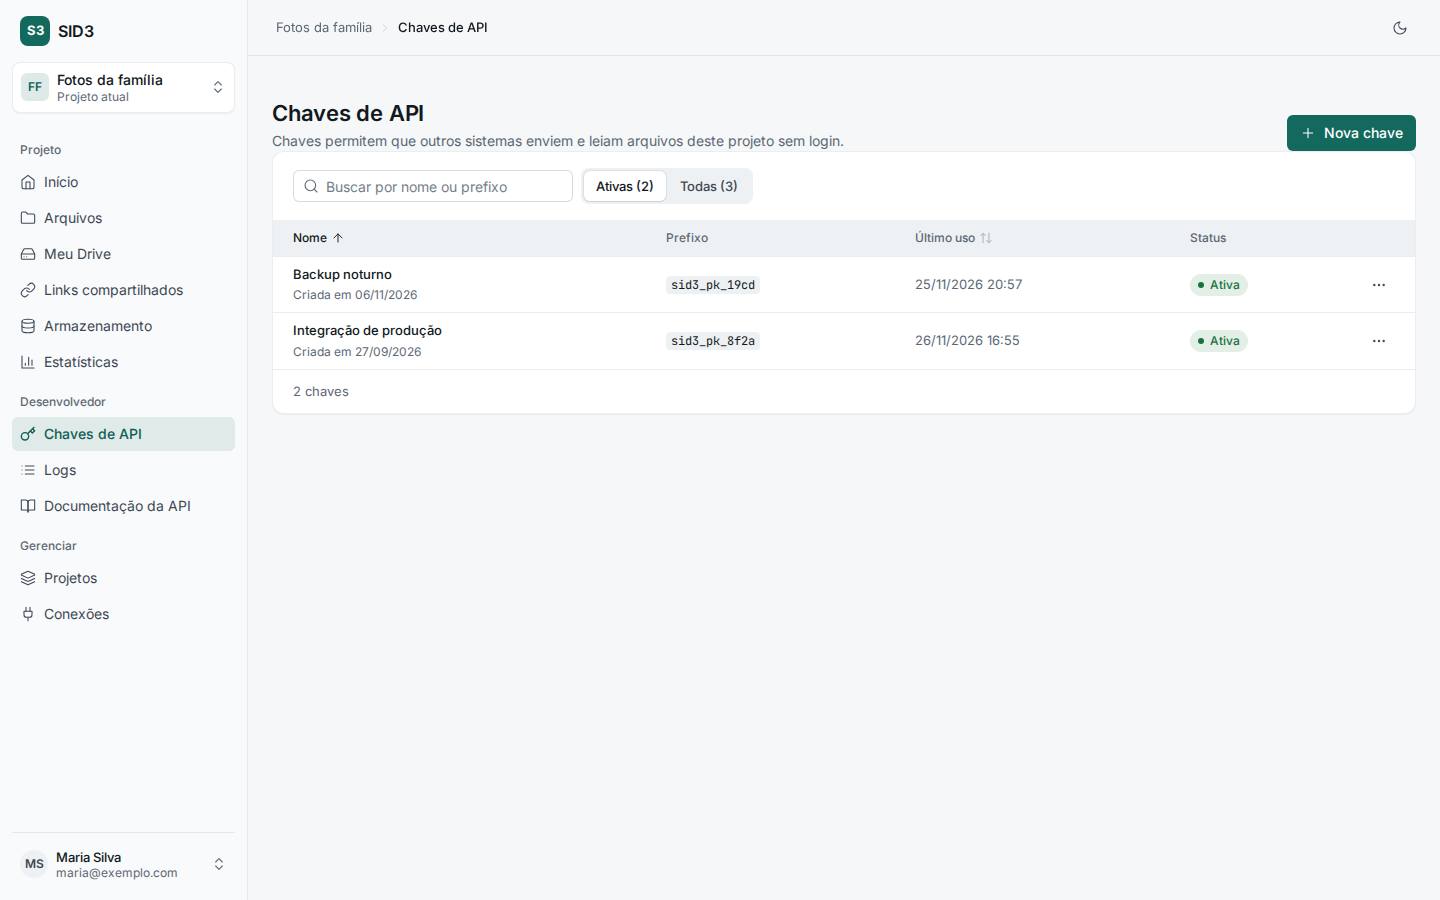 S3 SID3
FF Fotos da família
Projeto atual
Projeto
Início
Arquivos
Meu Drive
Links compartilhados
Armazenamento
Estatísticas
Desenvolvedor
Chaves de API
Logs
Documentação da API
Gerenciar
Projetos
Conexões
MS Maria Silva
maria@exemplo.com
Fotos da família Chaves de API
Chaves de API
Chaves permitem que outros sistemas enviem e leiam arquivos deste projeto sem login.
Nova chave
Buscar por nome ou prefixo Ativas (2) Todas (3)
Nome Prefixo Último uso Status
Backup noturno
Criada em 06/11/2026
sid3_pk_19cd 25/11/2026 20:57 Ativa
Integração de produção
Criada em 27/09/2026
sid3_pk_8f2a 26/11/2026 16:55 Ativa
2 chaves